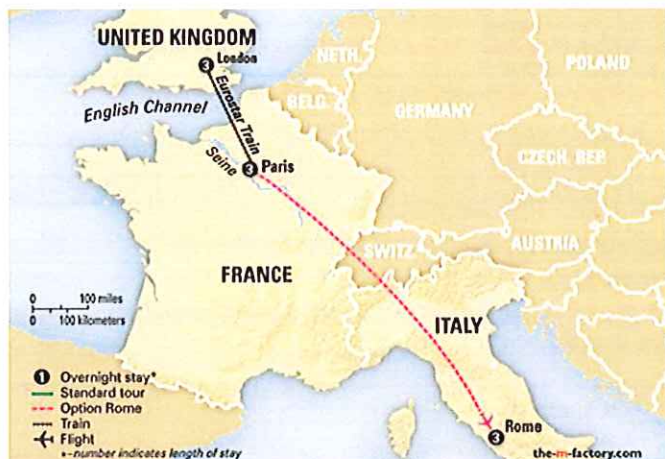 UNITED KINGDOM
3
London
NETH.
POLAND
BELG.
English Channel
Eurostar Train
GERMANY
Seine
3
Paris
CZECH. REP.
SWITZ.
AUSTRIA
FRANCE
0 100 miles
0 100 kilometers
ITALY
1 Overnight stay*
Standard tour
Option Rome
Train
Flight
*-number indicates length of stay
Rome
3
the-m-factory.com